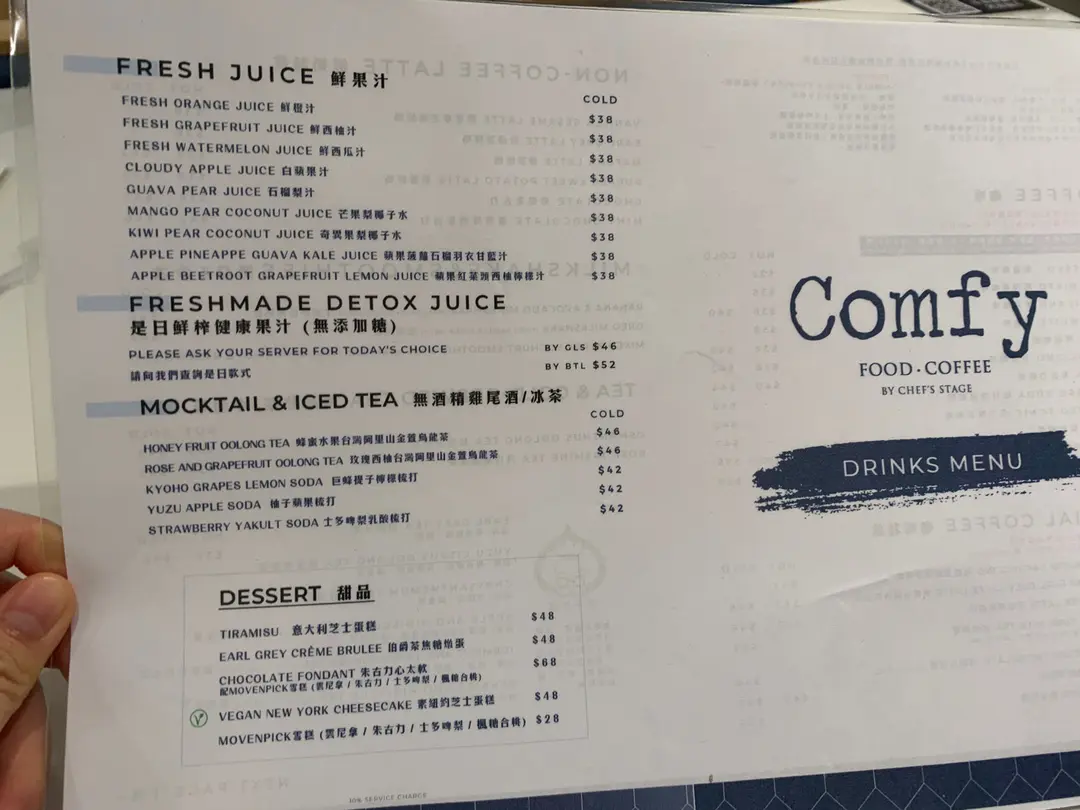 FRESH JUICE 鮮果汁
COLD
FRESH ORANGE JUICE 鮮橙汁 $38
FRESH GRAPEFRUIT JUICE 鮮西柚汁 $38
FRESH WATERMELON JUICE 鮮西瓜汁 $38
CLOUDY APPLE JUICE 白蘋果汁 $38
GUAVA PEAR JUICE 石榴梨汁 $38
MANGO PEAR COCONUT JUICE 芒果梨椰子水 $38
KIWI PEAR COCONUT JUICE 奇異果梨椰子水 $38
APPLE PINEAPPE GUAVA KALE JUICE 蘋果菠蘿石榴羽衣甘藍汁 $38
APPLE BEETROOT GRAPEFRUIT LEMON JUICE 蘋果紅菜頭西柚檸檬汁 $38
FRESHMADE DETOX JUICE
是日鮮榨健康果汁 (無添加糖)
PLEASE ASK YOUR SERVER FOR TODAY'S CHOICE BY GLS $46
請向我們查詢是日款式 BY BTL $52
MOCKTAIL & ICED TEA 無酒精雞尾酒/冰茶
COLD
HONEY FRUIT OOLONG TEA 蜂蜜水果台灣阿里山金萱烏龍茶 $46
ROSE AND GRAPEFRUIT OOLONG TEA 玫瑰西柚台灣阿里山金萱烏龍茶 $46
KYOHO GRAPES LEMON SODA 巨峰提子檸檬梳打 $42
YUZU APPLE SODA 柚子蘋果梳打 $42
STRAWBERRY YAKULT SODA 士多啤梨乳酸梳打 $42
DESSERT 甜品
TIRAMISU 意大利芝士蛋糕 $48
EARL GREY CRÊME BRULEE 伯爵茶焦糖燉蛋 $48
CHOCOLATE FONDANT 朱古力心太軟 $68
配MOVENPICK雪糕 (雲尼拿 / 朱古力 / 士多啤梨 / 楓糖合桃)
VEGAN NEW YORK CHEESECAKE 素紐約芝士蛋糕 $48
MOVENPICK雪糕 (雲尼拿 / 朱古力 / 士多啤梨 / 楓糖合桃) $28
10% SERVICE CHARGE
Comfy
FOOD · COFFEE
BY CHEF'S STAGE
DRINKS MENU